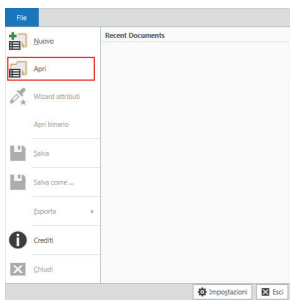 File
Recent Documents
Nuovo
Apri
Wizard attributi
Apri binario
Salva
Salva come ...
Esporta
Crediti
Chiudi
Impostazioni
Esci